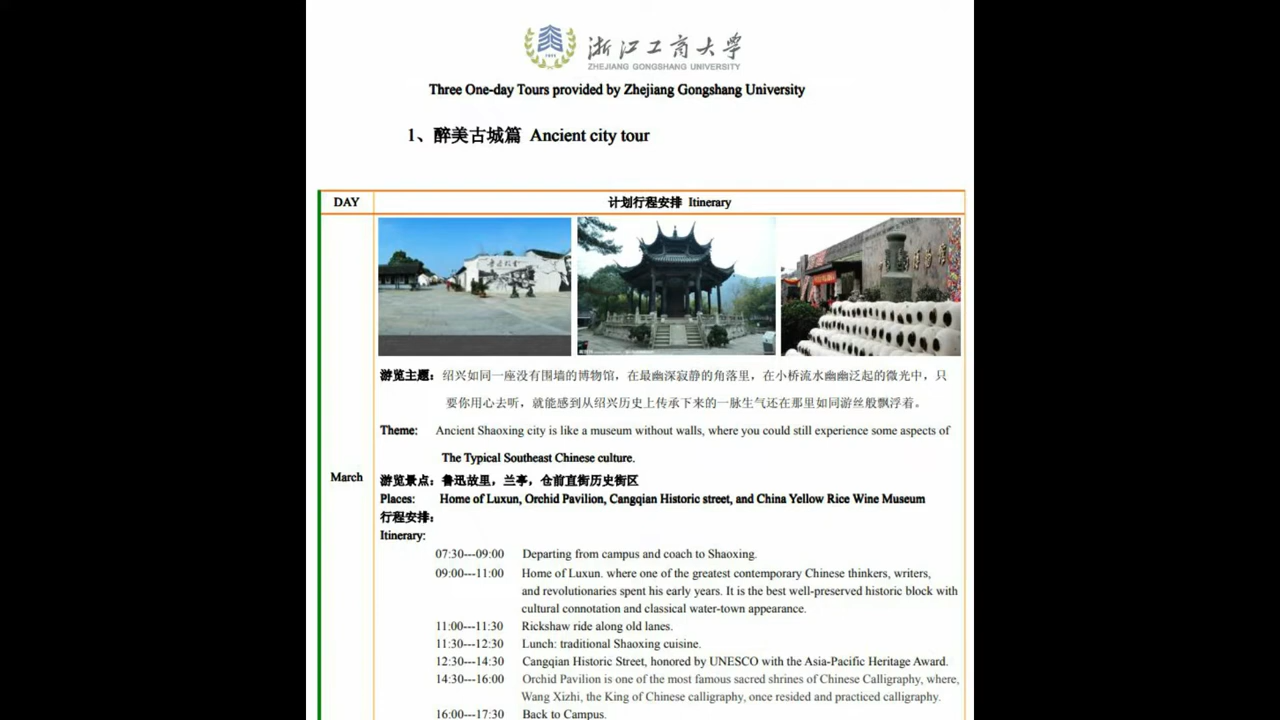 浙江工商大学
ZHEJIANG GONGSHANG UNIVERSITY
Three One-day Tours provided by Zhejiang Gongshang University
1、醉美古城篇 Ancient city tour
DAY
计划行程安排 Itinerary
March
游览主题：绍兴如同一座没有围墙的博物馆，在最幽深寂静的角落里，在小桥流水幽幽泛起的微光中，只
要你用心去听，就能感到从绍兴历史上传承下来的一脉生气还在那里如同游丝般飘浮着。
Theme: Ancient Shaoxing city is like a museum without walls, where you could still experience some aspects of
The Typical Southeast Chinese culture.
游览景点：鲁迅故里，兰亭，仓前直街历史街区
Places: Home of Luxun, Orchid Pavilion, Cangqian Historic street, and China Yellow Rice Wine Museum
行程安排：
Itinerary:
07:30---09:00 Departing from campus and coach to Shaoxing.
09:00---11:00 Home of Luxun. where one of the greatest contemporary Chinese thinkers, writers,
and revolutionaries spent his early years. It is the best well-preserved historic block with
cultural connotation and classical water-town appearance.
11:00---11:30 Rickshaw ride along old lanes.
11:30---12:30 Lunch: traditional Shaoxing cuisine.
12:30---14:30 Cangqian Historic Street, honored by UNESCO with the Asia-Pacific Heritage Award.
14:30---16:00 Orchid Pavilion is one of the most famous sacred shrines of Chinese Calligraphy, where,
Wang Xizhi, the King of Chinese calligraphy, once resided and practiced calligraphy.
16:00---17:30 Back to Campus.